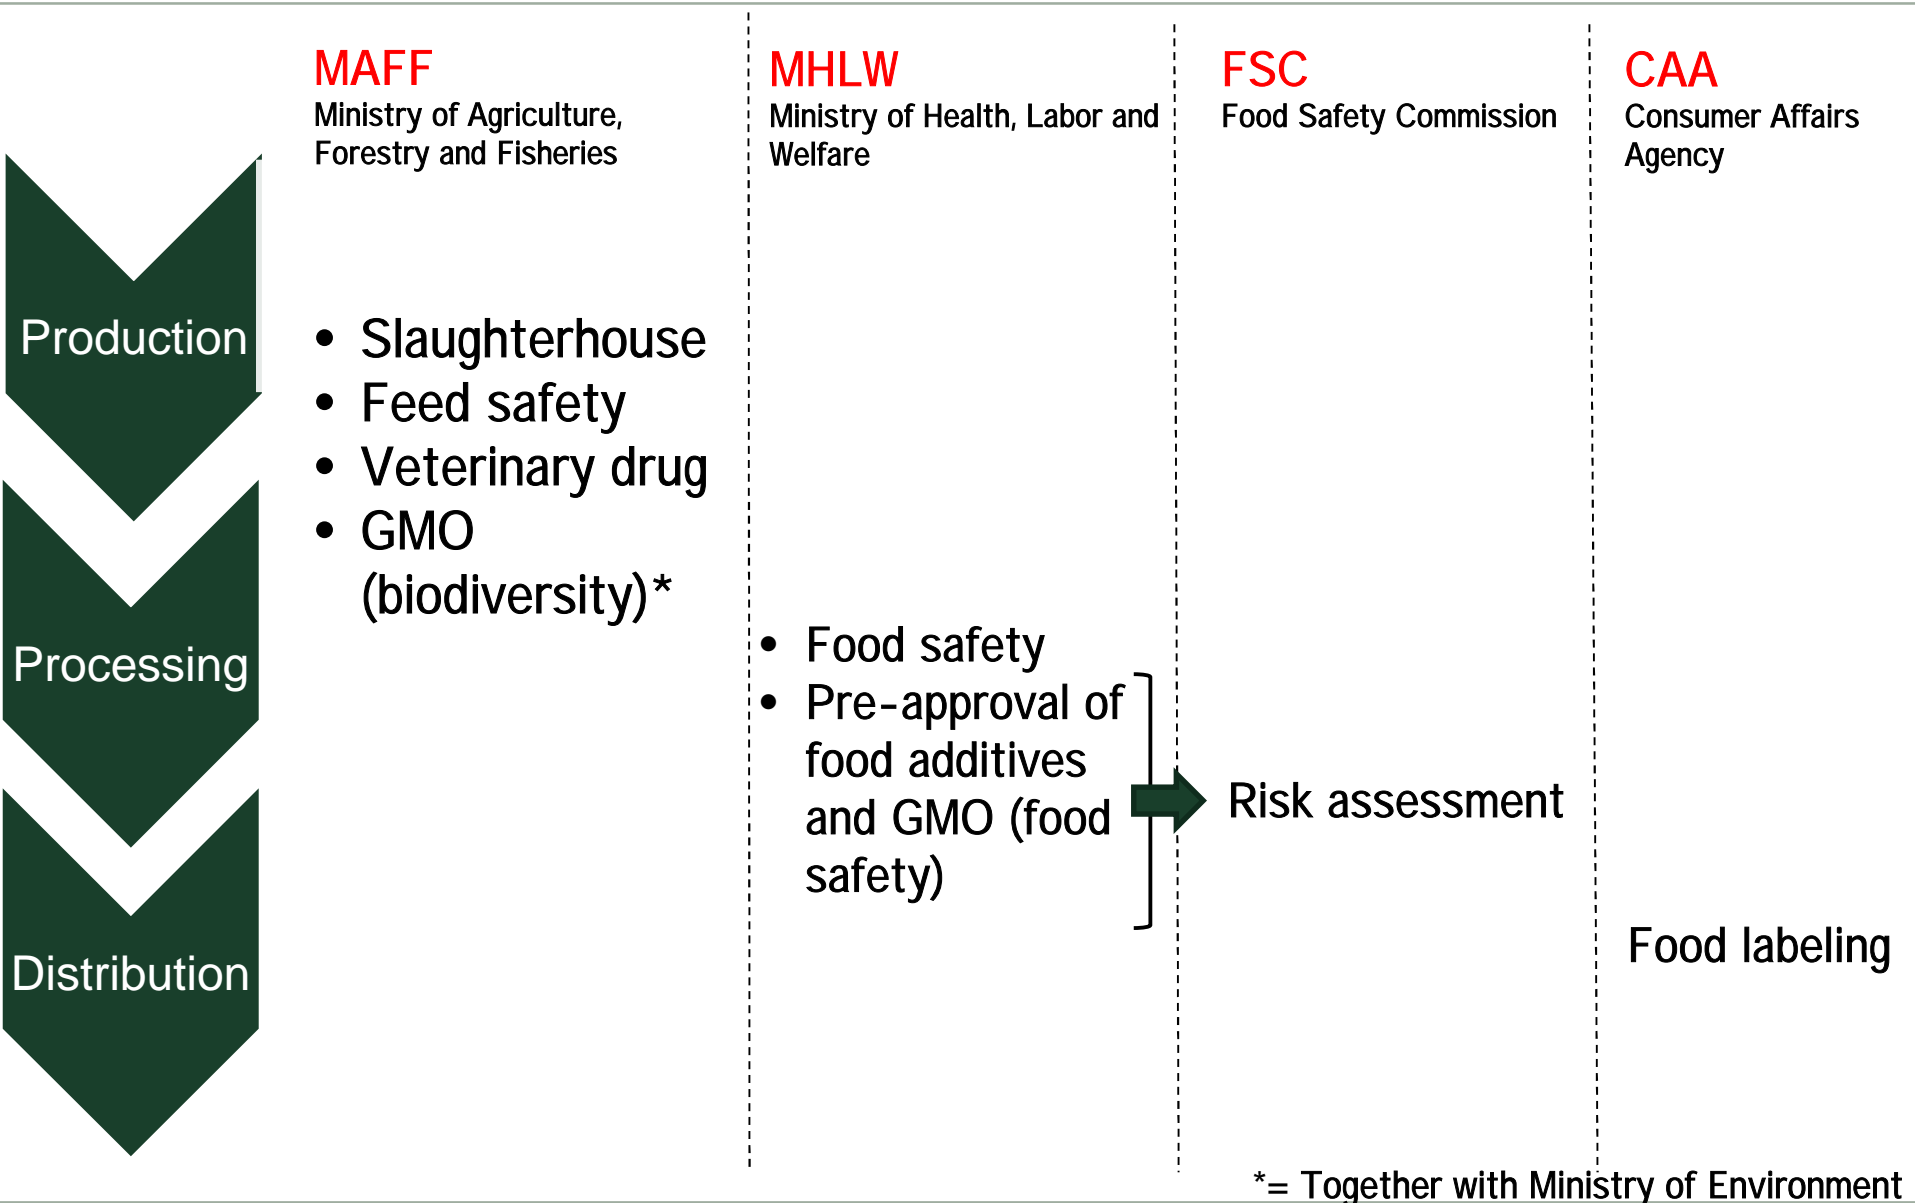 MAFF
Ministry of Agriculture,
Forestry and Fisheries
MHLW
Ministry of Health, Labor and
Welfare
FSC
Food Safety Commission
CAA
Consumer Affairs
Agency
Production
• Slaughterhouse
• Feed safety
• Veterinary drug
• GMO
(biodiversity)*
Processing
• Food safety
• Pre-approval of
food additives
and GMO (food
safety)
Risk assessment
Distribution
Food labeling
*= Together with Ministry of Environment